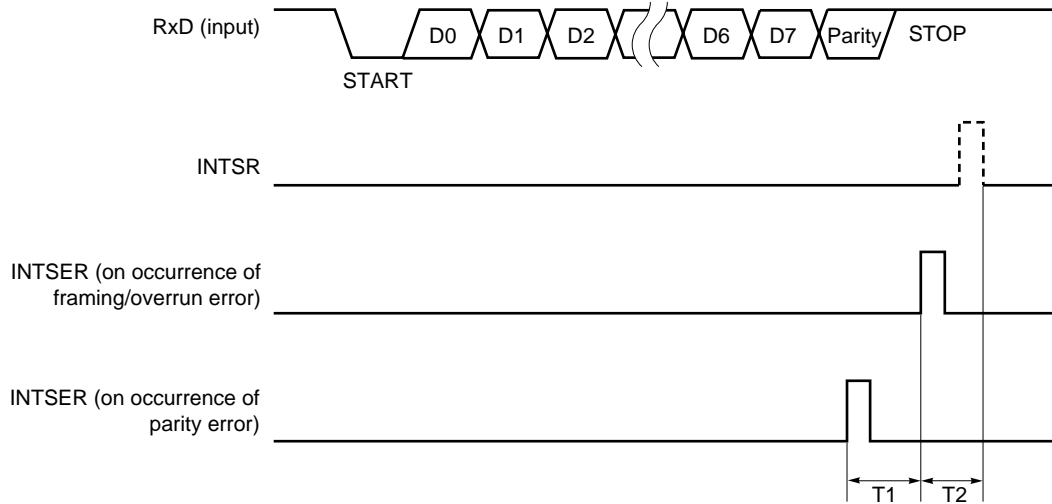 RxD (input)
D0 D1 D2 D6 D7 Parity STOP
START
INTSR
INTSER (on occurrence of
framing/overrun error)
INTSER (on occurrence of
parity error)
T1 T2